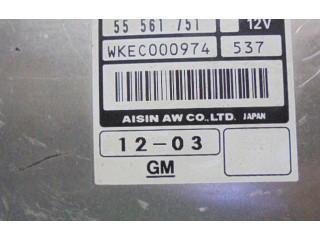 55 561 751 12V
WKEC000974 537
AISIN AW CO., LTD. JAPAN
12-03
GM